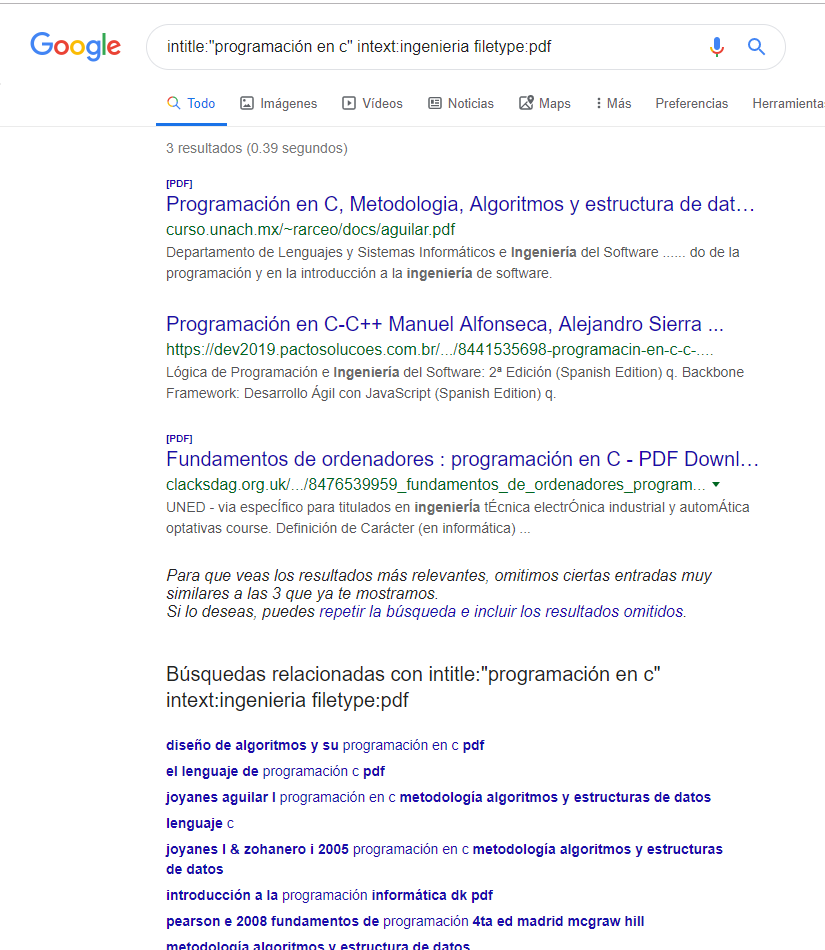 Google
intitle:"programación en c" intext:ingenieria filetype:pdf
Todo Imágenes Vídeos Noticias Maps Más Preferencias Herramienta
3 resultados (0.39 segundos)
[PDF]
Programación en C, Metodologia, Algoritmos y estructura de dat...
curso.unach.mx/~rarceo/docs/aguilar.pdf
Departamento de Lenguajes y Sistemas Informáticos e Ingeniería del Software ...... do de la
programación y en la introducción a la ingeniería de software.
Programación en C-C++ Manuel Alfonseca, Alejandro Sierra ...
https://dev2019.pactosolucoes.com.br/.../8441535698-programacin-en-c-c-....
Lógica de Programación e Ingeniería del Software: 2ª Edición (Spanish Edition) q. Backbone
Framework: Desarrollo Ágil con JavaScript (Spanish Edition) q.
[PDF]
Fundamentos de ordenadores : programación en C - PDF Downl...
clacksdag.org.uk/.../8476539959_fundamentos_de_ordenadores_program...
UNED - via especÍfico para titulados en ingenierÍa tÉcnica electrÓnica industrial y automÁtica
optativas course. Definición de Carácter (en informática) ...
Para que veas los resultados más relevantes, omitimos ciertas entradas muy
similares a las 3 que ya te mostramos.
Si lo deseas, puedes repetir la búsqueda e incluir los resultados omitidos.
Búsquedas relacionadas con intitle:"programación en c"
intext:ingenieria filetype:pdf
diseño de algoritmos y su programación en c pdf
el lenguaje de programación c pdf
joyanes aguilar l programación en c metodología algoritmos y estructuras de datos
lenguaje c
joyanes l & zohanero i 2005 programación en c metodología algoritmos y estructuras
de datos
introducción a la programación informática dk pdf
pearson e 2008 fundamentos de programación 4ta ed madrid mcgraw hill
metodología algoritmos y estructura de datos